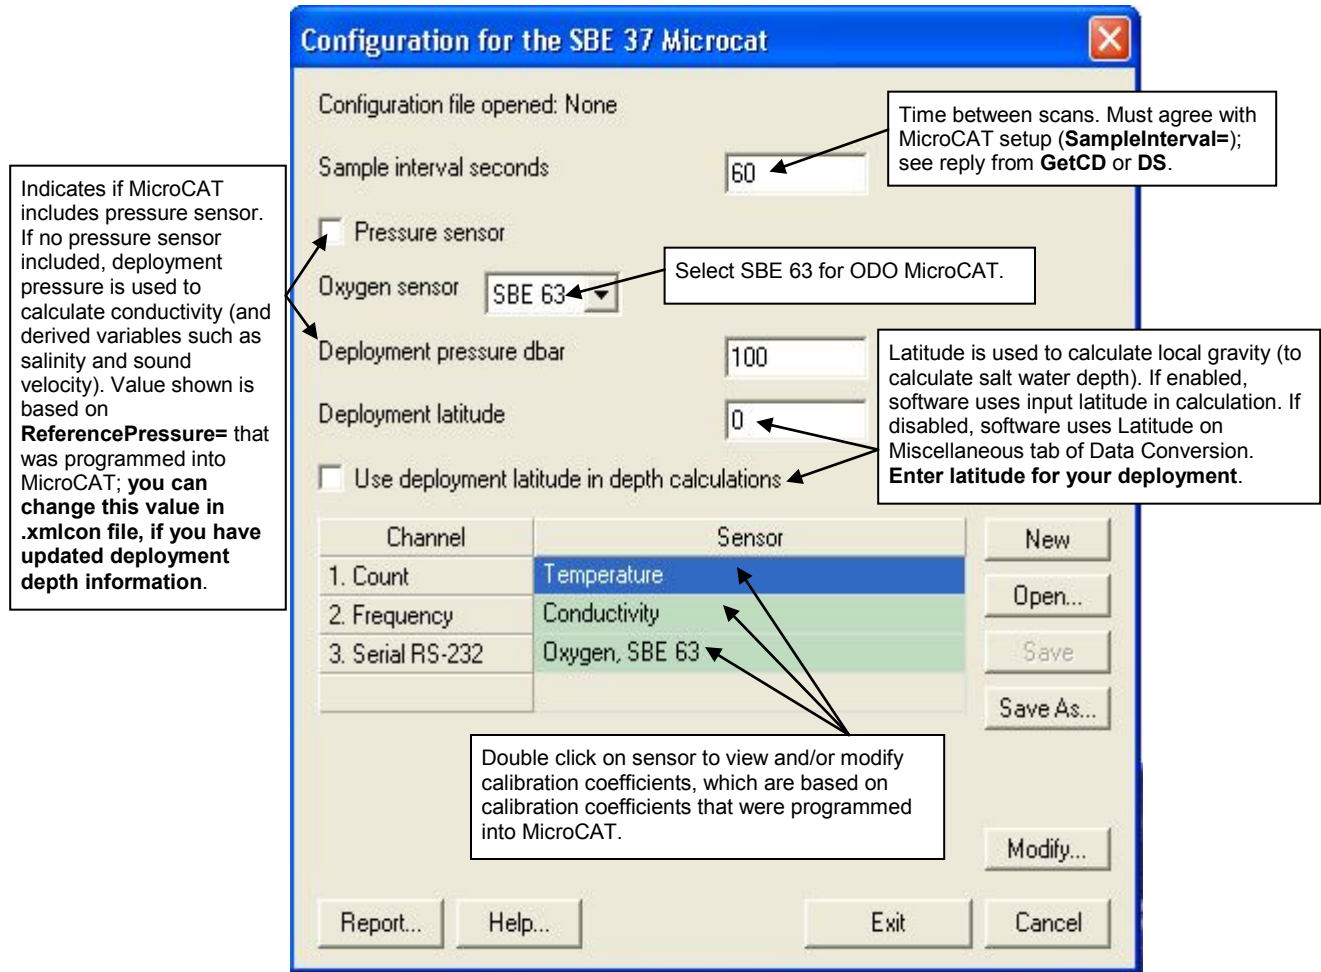 Configuration for the SBE 37 Microcat
Configuration file opened: None
Time between scans. Must agree with
MicroCAT setup (SampleInterval=);
see reply from GetCD or DS.
Sample interval seconds
60
Indicates if MicroCAT
includes pressure sensor.
If no pressure sensor
included, deployment
pressure is used to
calculate conductivity (and
derived variables such as
salinity and sound
velocity). Value shown is
based on
ReferencePressure= that
was programmed into
MicroCAT; you can
change this value in
.xmlcon file, if you have
updated deployment
depth information.
Pressure sensor
Select SBE 63 for ODO MicroCAT.
Oxygen sensor
SBE 63
Deployment pressure dbar
100
Latitude is used to calculate local gravity (to
calculate salt water depth). If enabled,
software uses input latitude in calculation. If
disabled, software uses Latitude on
Miscellaneous tab of Data Conversion.
Enter latitude for your deployment.
Deployment latitude
0
Use deployment latitude in depth calculations
Channel Sensor
1. Count Temperature
2. Frequency Conductivity
3. Serial RS-232 Oxygen, SBE 63
New
Open...
Save
Save As...
Double click on sensor to view and/or modify
calibration coefficients, which are based on
calibration coefficients that were programmed
into MicroCAT.
Modify...
Report... Help... Exit Cancel